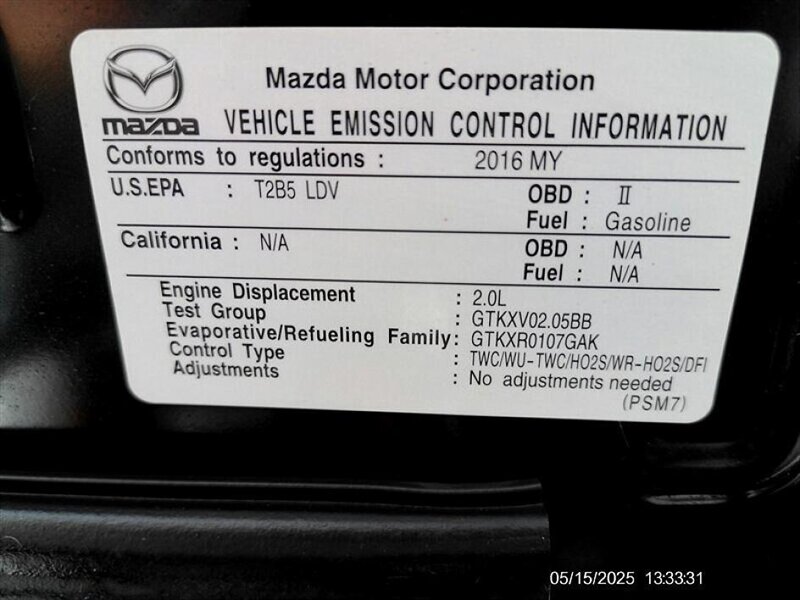 Mazda Motor Corporation
mazda VEHICLE EMISSION CONTROL INFORMATION
Conforms to regulations : 2016 MY
U.S.EPA : T2B5 LDV OBD : II
Fuel : Gasoline
California : N/A OBD : N/A
Fuel : N/A
Engine Displacement : 2.0L
Test Group : GTKXV02.05BB
Evaporative/Refueling Family: GTKXR0107GAK
Control Type : TWC/WU-TWC/HO2S/WR-HO2S/DFI
Adjustments : No adjustments needed
(PSM7)
05/15/2025 13:33:31